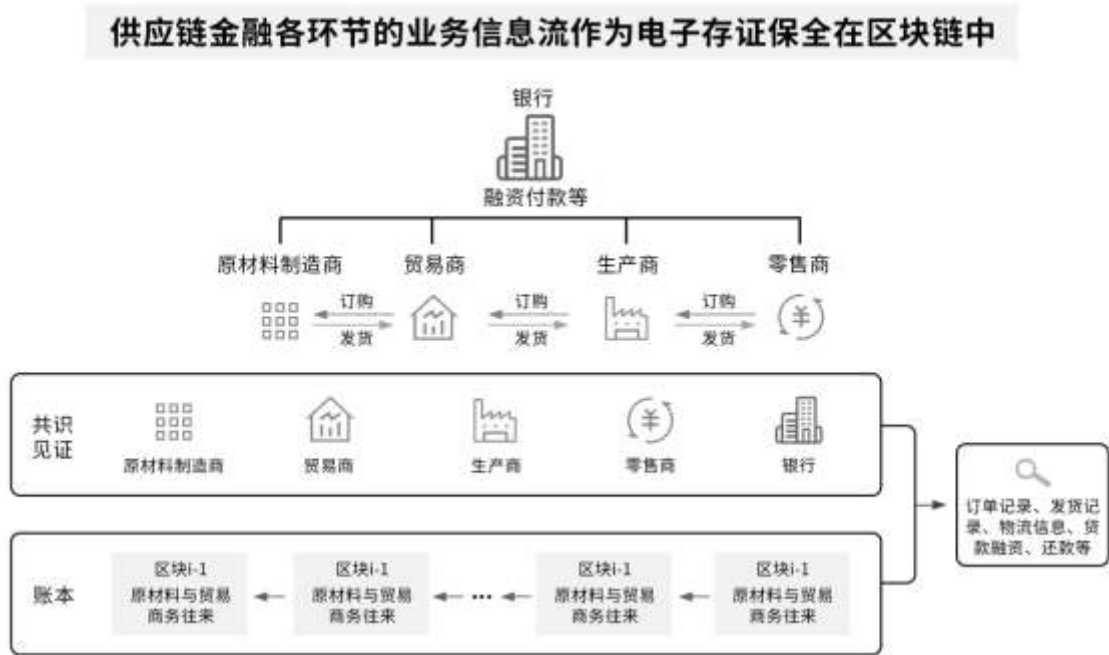 供应链金融各环节的业务信息流作为电子存证保全在区块链中
银行
融资付款等
原材料制造商
贸易商
生产商
零售商
订购
发货
订购
发货
订购
发货
共识
见证
原材料制造商
贸易商
生产商
零售商
银行
订单记录、发货记
录、物流信息、贷
款融资、还款等
账本
区块i-1
原材料与贸易
商务往来
区块i-1
原材料与贸易
商务往来
...
区块i-1
原材料与贸易
商务往来
区块i-1
原材料与贸易
商务往来